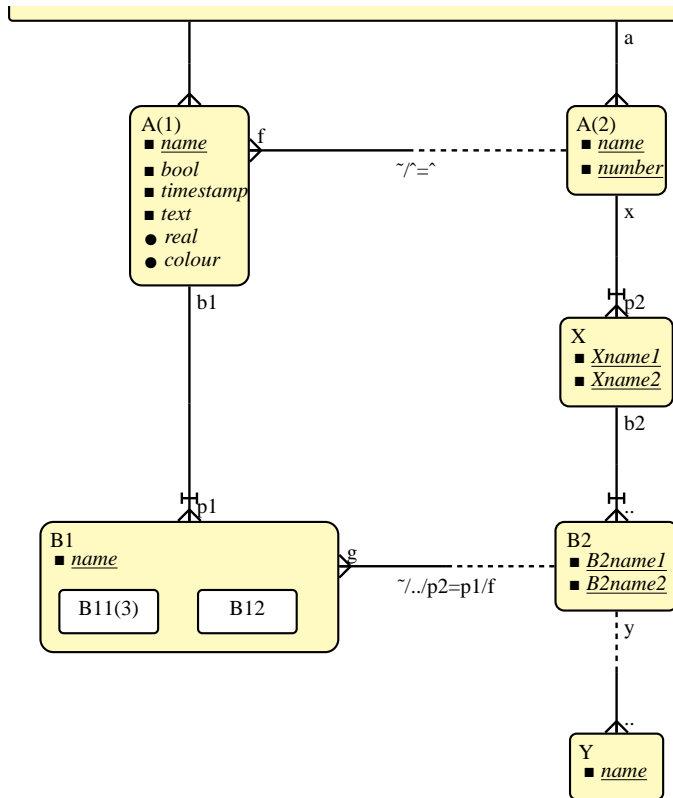 a
A(1)
name
bool
timestamp
text
real
colour
f
~/^=^
A(2)
name
number
x
b1
p2
X
Xname1
Xname2
b2
p1
..
B1
name
B11(3)
B12
g
~/../p2=p1/f
B2
B2name1
B2name2
y
..
Y
name